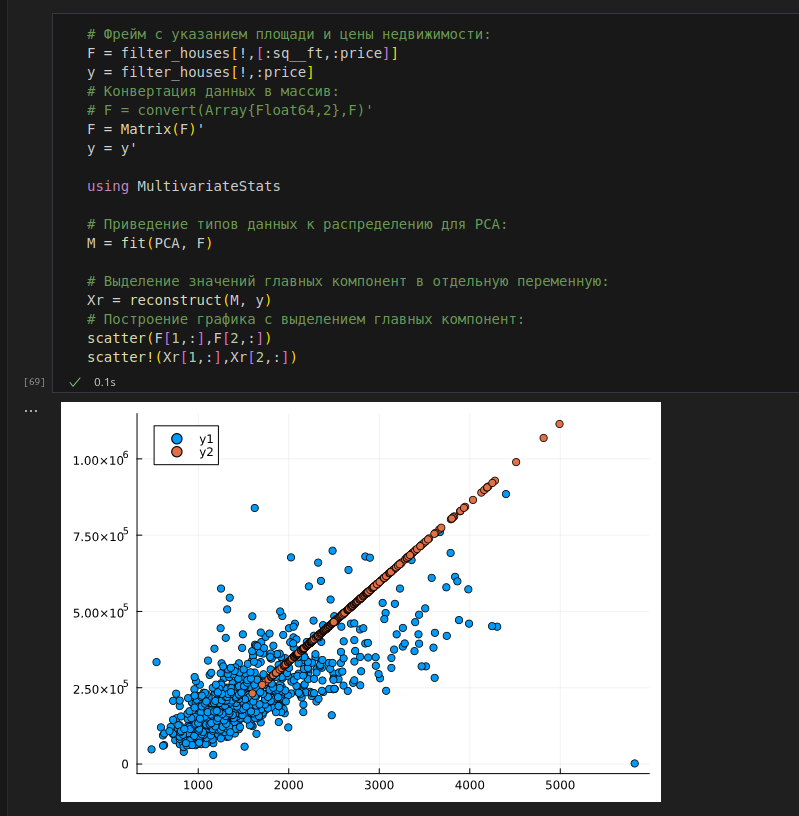 # Фрейм с указанием площади и цены недвижимости:
F = filter_houses[!,[:sq__ft,:price]]
y = filter_houses[!,:price]
# Конвертация данных в массив:
# F = convert(Array{Float64,2},F)'
F = Matrix(F)'
y = y'
using MultivariateStats
# Приведение типов данных к распределению для PCA:
M = fit(PCA, F)
# Выделение значений главных компонент в отдельную переменную:
Xr = reconstruct(M, y)
# Построение графика с выделением главных компонент:
scatter(F[1,:],F[2,:])
scatter!(Xr[1,:],Xr[2,:])
[69] ✓ 0.1s
...
y1
y2
1.00×10⁶
7.50×10⁵
5.00×10⁵
2.50×10⁵
0
1000 2000 3000 4000 5000